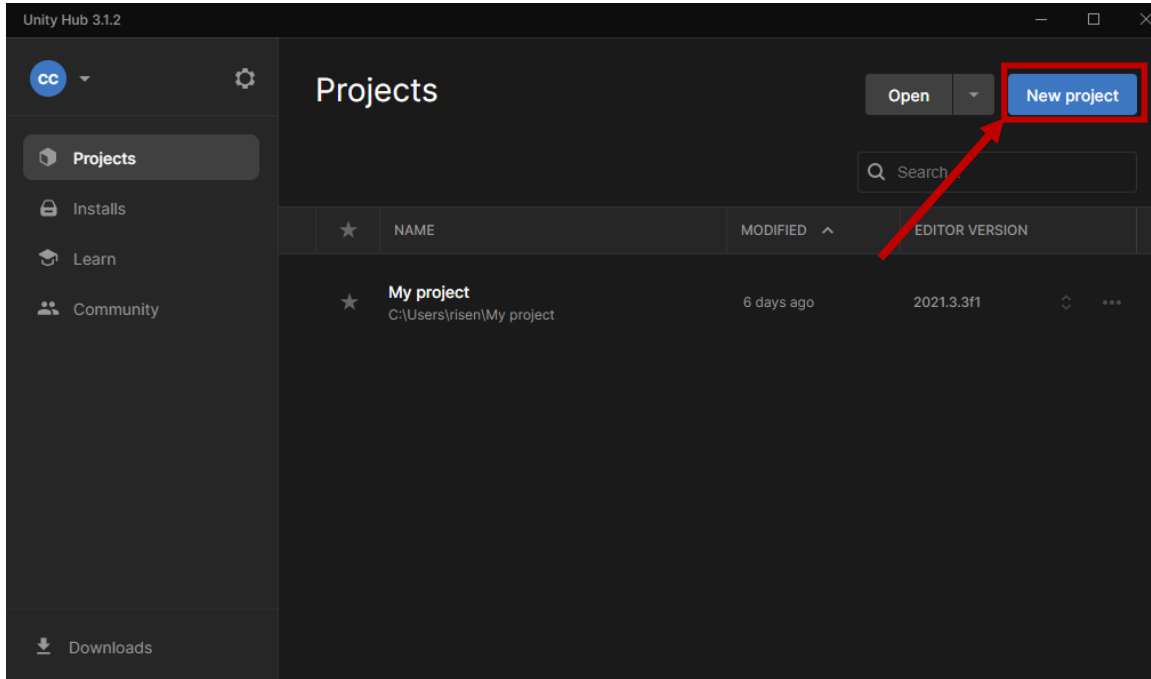 Unity Hub 3.1.2
CC
Projects
Open
New project
Projects
Installs
Learn
Community
Search...
NAME
MODIFIED
EDITOR VERSION
My project
6 days ago
2021.3.3f1
C:\Users\risen\My project
Downloads